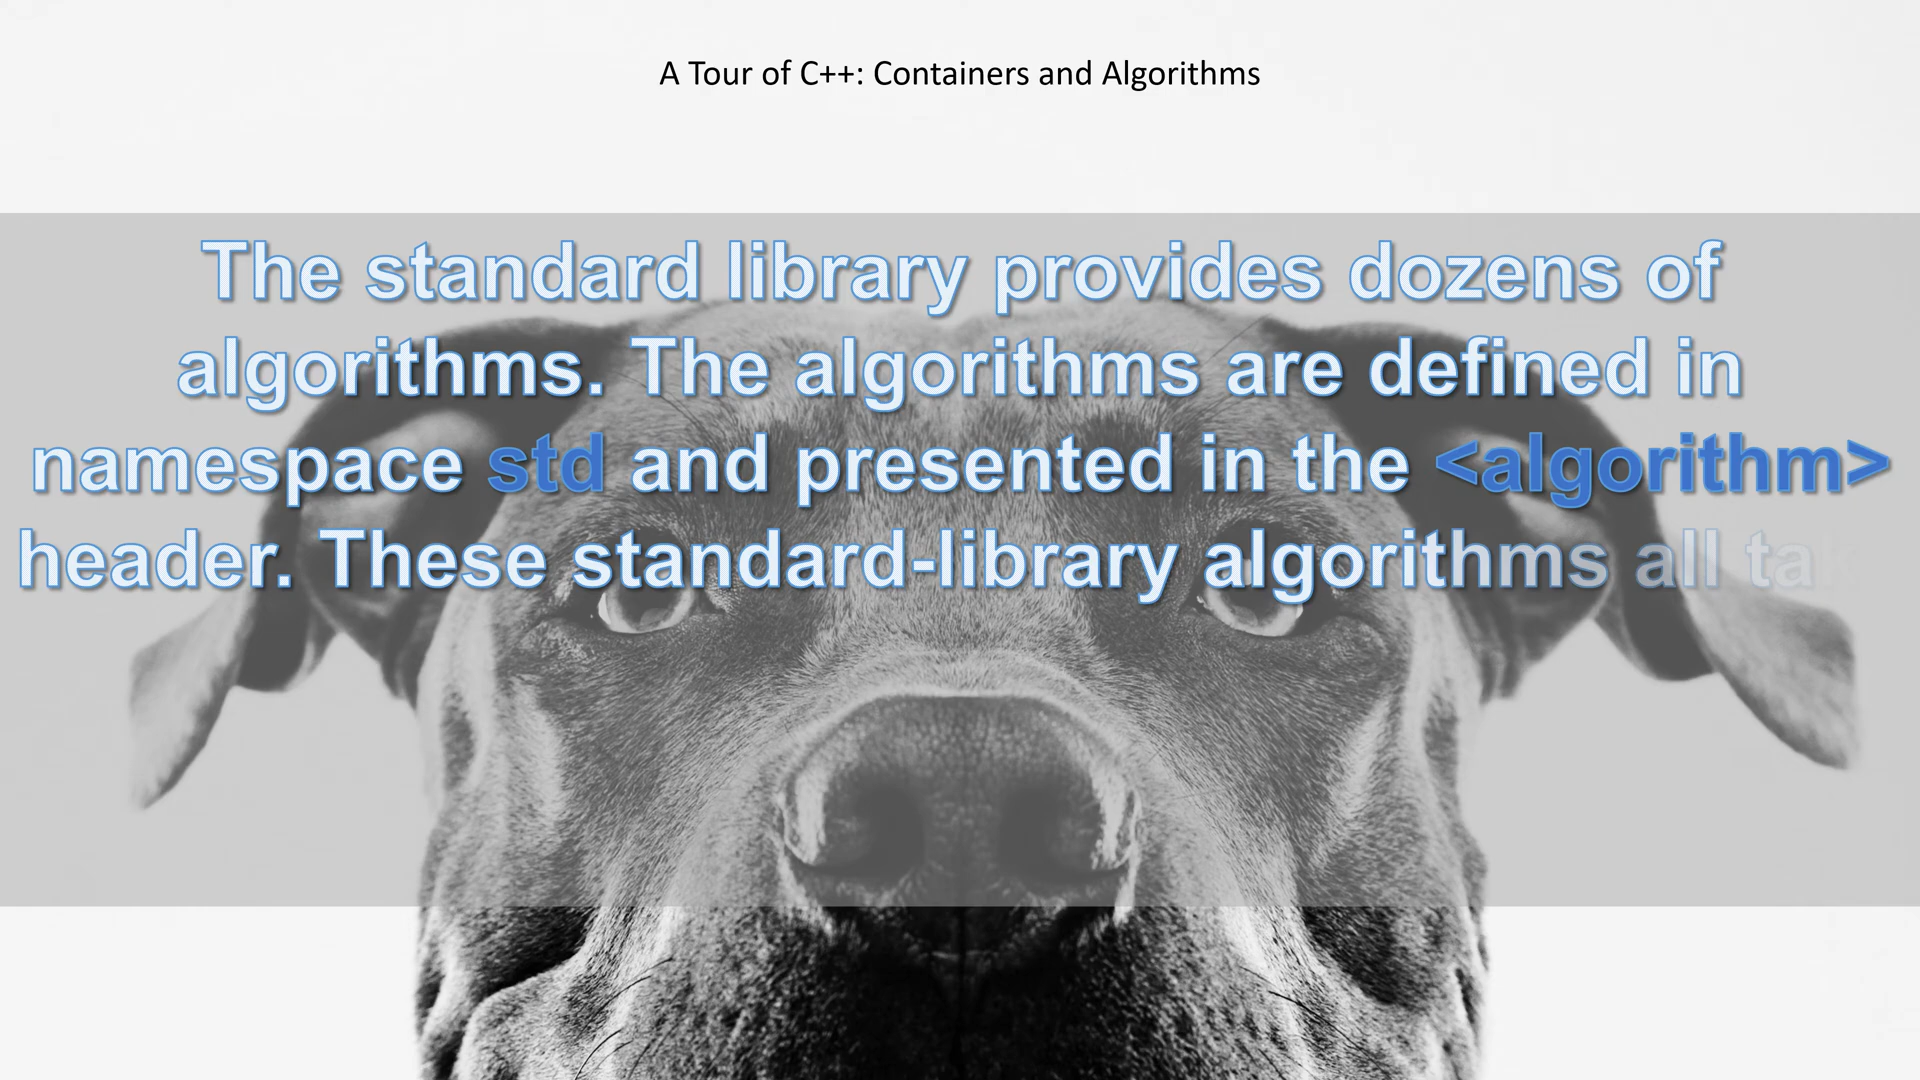 A Tour of C++: Containers and Algorithms
The standard library provides dozens of
algorithms. The algorithms are defined in
namespace std and presented in the <algorithm>
header. These standard-library algorithms all